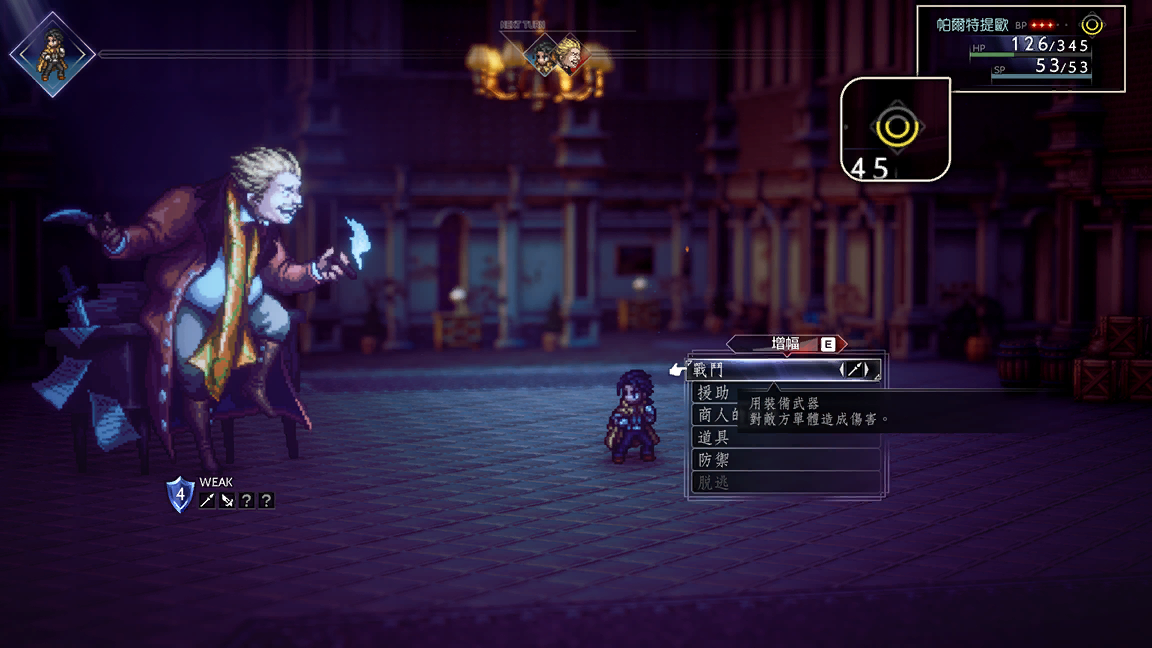 NEXT TURN
帕爾特提歐 BP
HP 126/345
SP 53/53
45
增幅 E
戰鬥
援助
商人的
道具
防禦
脫逃
用裝備武器
對敵方單體造成傷害。
WEAK
4 ? ?